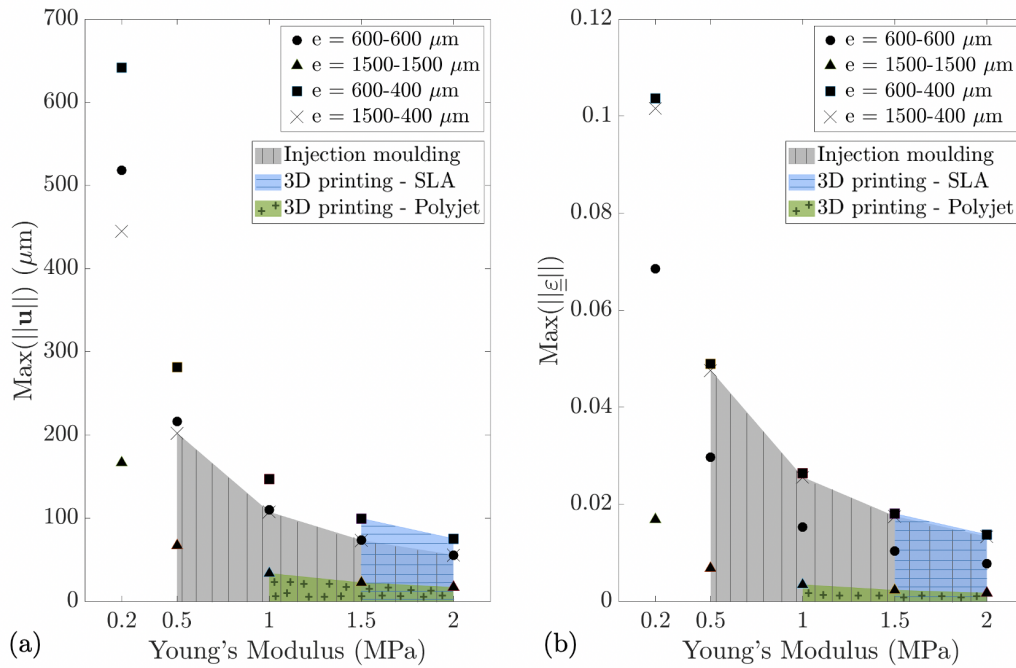 700
600
500
400
300
200
100
0
Max(||u||) (μm)
e = 600-600 μm
e = 1500-1500 μm
e = 600-400 μm
e = 1500-400 μm
Injection moulding
3D printing - SLA
3D printing - Polyjet
0.2 0.5 1 1.5 2
Young's Modulus (MPa)
(a)
0.12
0.1
0.08
0.06
0.04
0.02
0
Max(||ε||)
e = 600-600 μm
e = 1500-1500 μm
e = 600-400 μm
e = 1500-400 μm
Injection moulding
3D printing - SLA
3D printing - Polyjet
0.2 0.5 1 1.5 2
Young's Modulus (MPa)
(b)